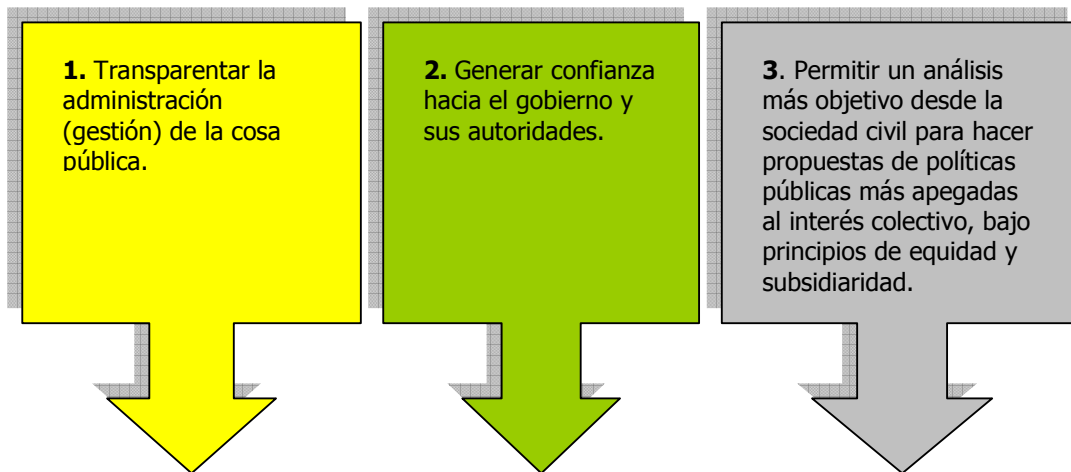 1. Transparentar la
administración
(gestión) de la cosa
pública.
2. Generar confianza
hacia el gobierno y
sus autoridades.
3. Permitir un análisis
más objetivo desde la
sociedad civil para hacer
propuestas de políticas
públicas más apegadas
al interés colectivo, bajo
principios de equidad y
subsidiaridad.